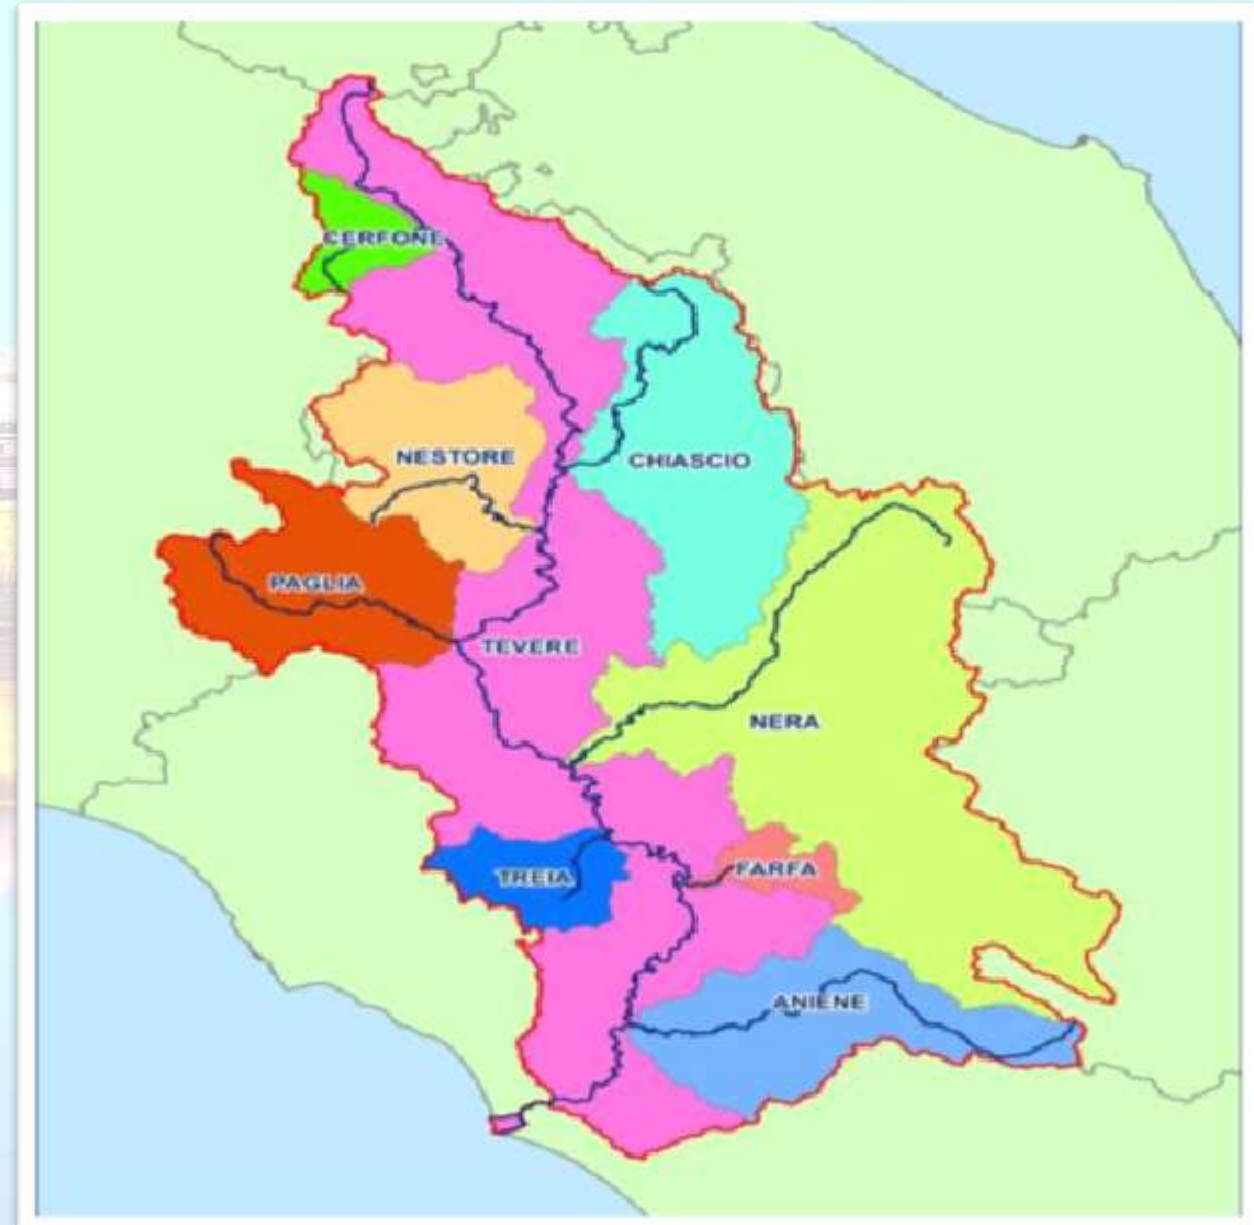 CERFONE
NESTORE
CHIASCIO
PAGLIA
TEVERE
NERA
TREIA
FARFA
ANIENE